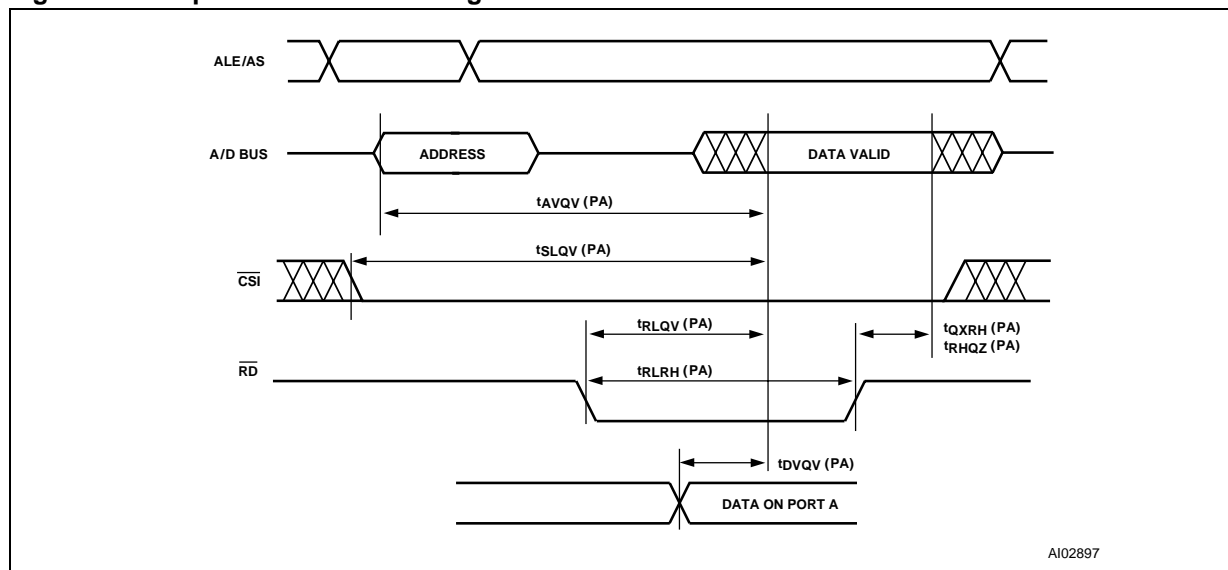 ALE/AS
A/D BUS
ADDRESS
DATA VALID
tAVQV (PA)
tSLQV (PA)
CSI
tRLQV (PA)
tQXRH (PA)
tRHQZ (PA)
RD
tRLRH (PA)
tDVQV (PA)
DATA ON PORT A
AI02897